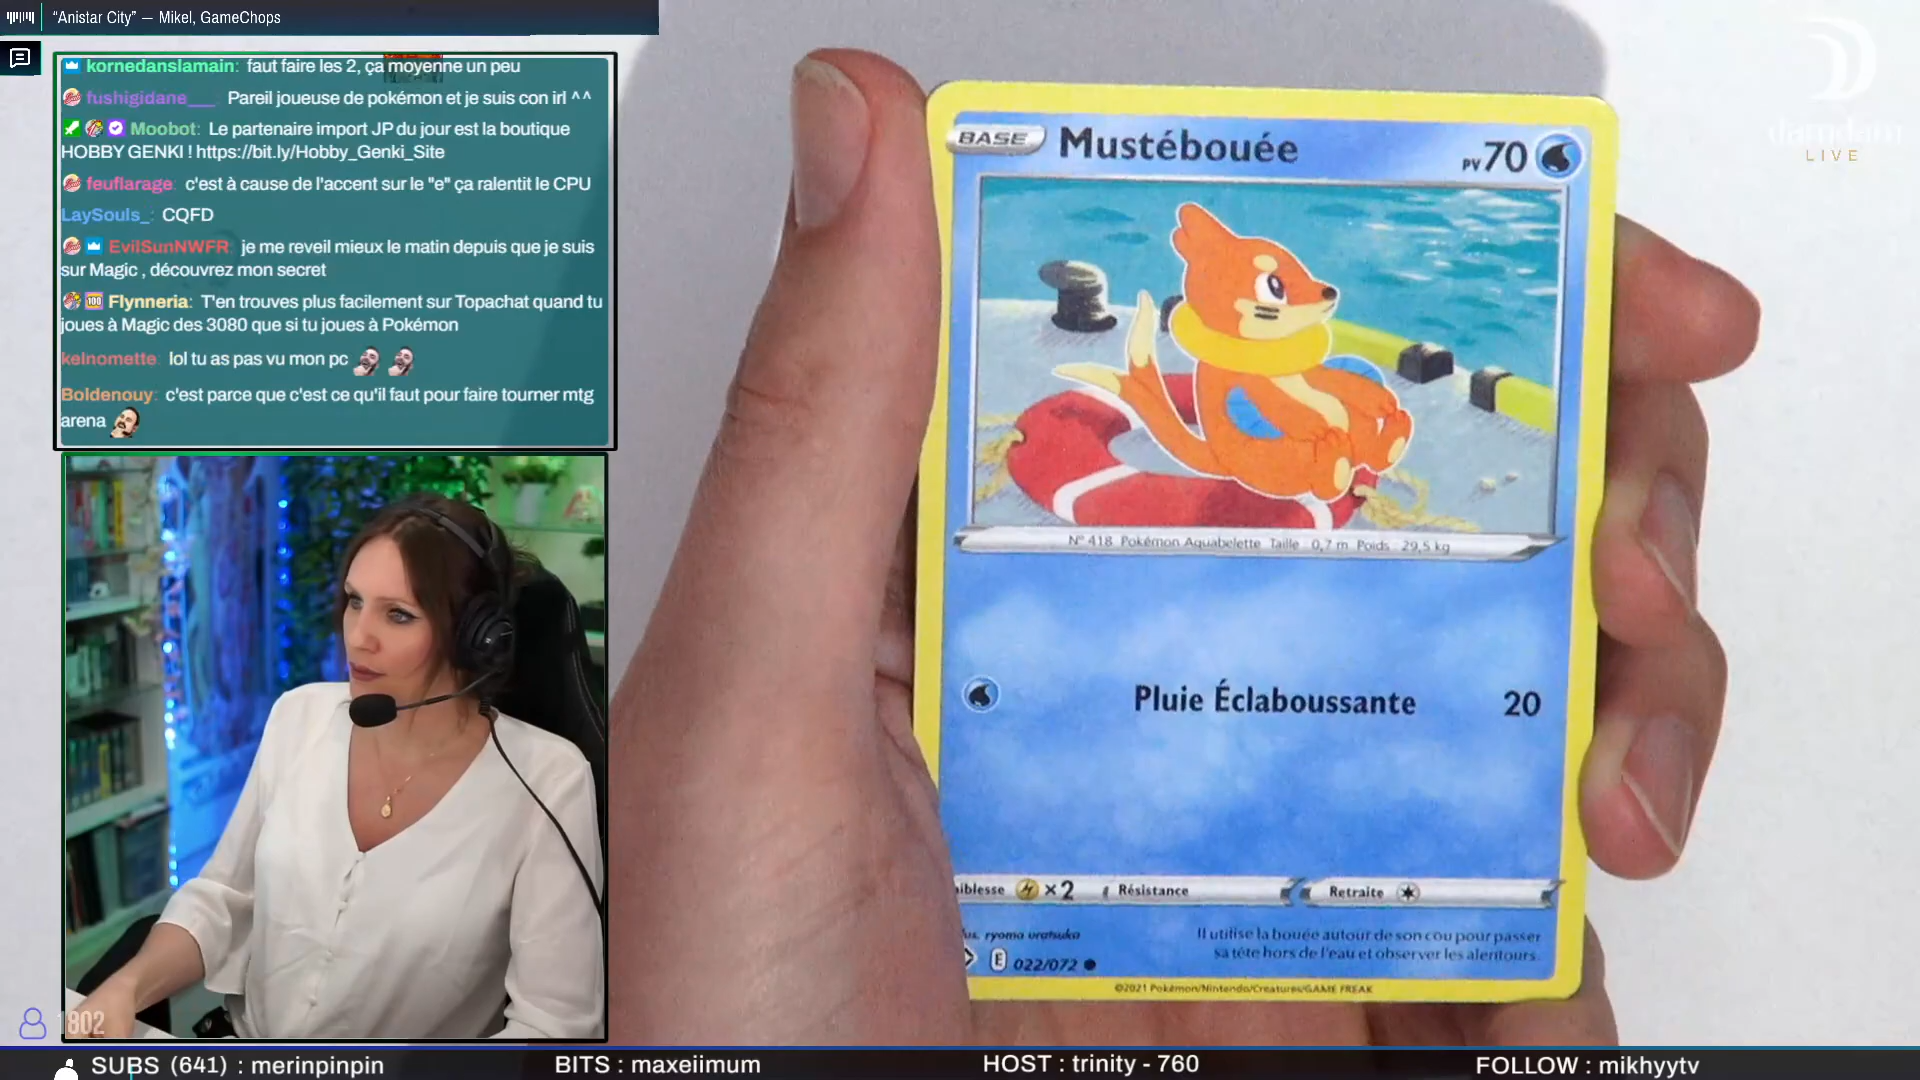 “Anistar City” — Mikel, GameChops
kornedanslamain: faut faire les 2, ça moyenne un peu
fushigidane___: Pareil joueuse de pokémon et je suis con irl ^^
Moobot: Le partenaire import JP du jour est la boutique
HOBBY GENKI ! https://bit.ly/Hobby_Genki_Site
feuflarage: c'est à cause de l'accent sur le "e" ça ralentit le CPU
LaySouls_: CQFD
EvilSunNWFR: je me reveil mieux le matin depuis que je suis
sur Magic , découvrez mon secret
100 Flynneria: T'en trouves plus facilement sur Topachat quand tu
joues à Magic des 3080 que si tu joues à Pokémon
kelnomette: lol tu as pas vu mon pc
Boldenouy: c'est parce que c'est ce qu'il faut pour faire tourner mtg
arena
damdam
LIVE
BASE Mustébouée PV 70
N° 418 Pokémon Aquabelette Taille : 0,7 m Poids : 29,5 kg
Pluie Éclaboussante 20
aiblesse ×2 Résistance Retraite
us. ryoma uratsuka
E 022/072
Il utilise la bouée autour de son cou pour passer
sa tête hors de l'eau et observer les alentours.
©2021 Pokémon/Nintendo/Creatures/GAME FREAK
1802
SUBS (641) : merinpinpin BITS : maxeiimum HOST : trinity - 760 FOLLOW : mikhyytv